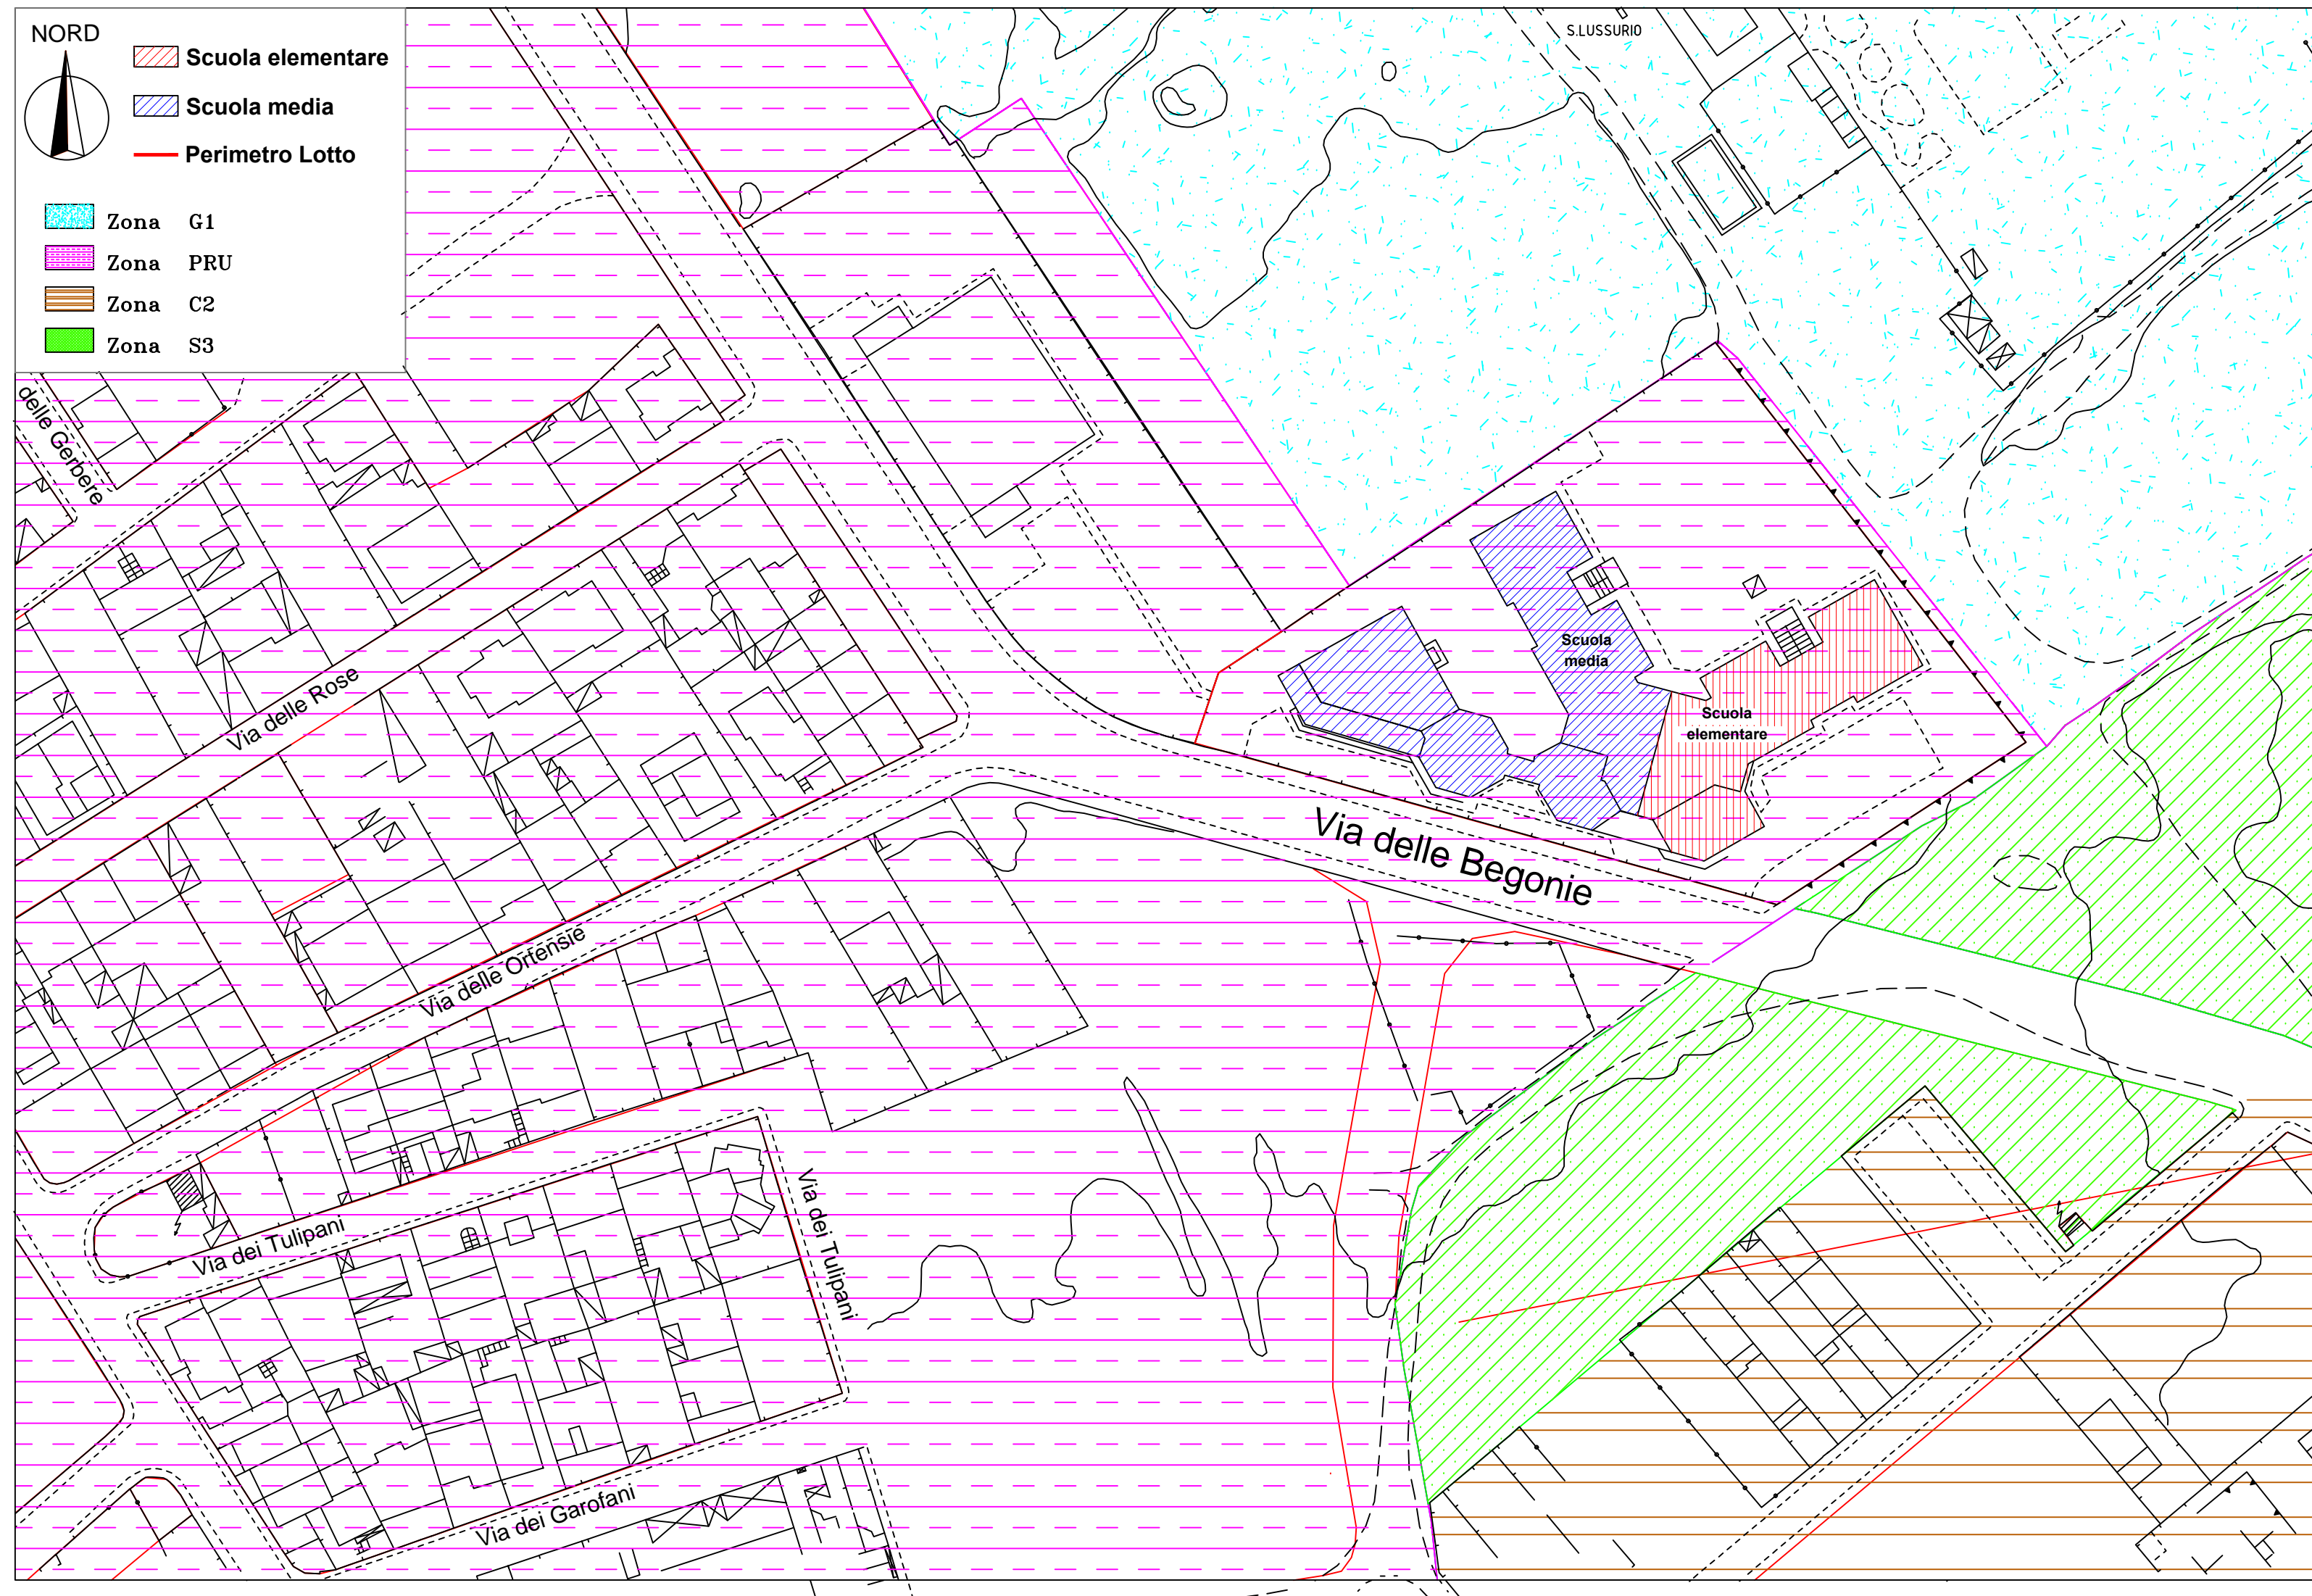 NORD
Scuola elementare
Scuola media
Perimetro Lotto
Zona G1
Zona PRU
Zona C2
Zona S3
S.LUSSURIO
delle Gerbere
Via delle Rose
Scuola
media
Scuola
elementare
Via delle Begonie
Via delle Ortensie
Via dei Tulipani
Via dei Tulipani
Via dei Garofani